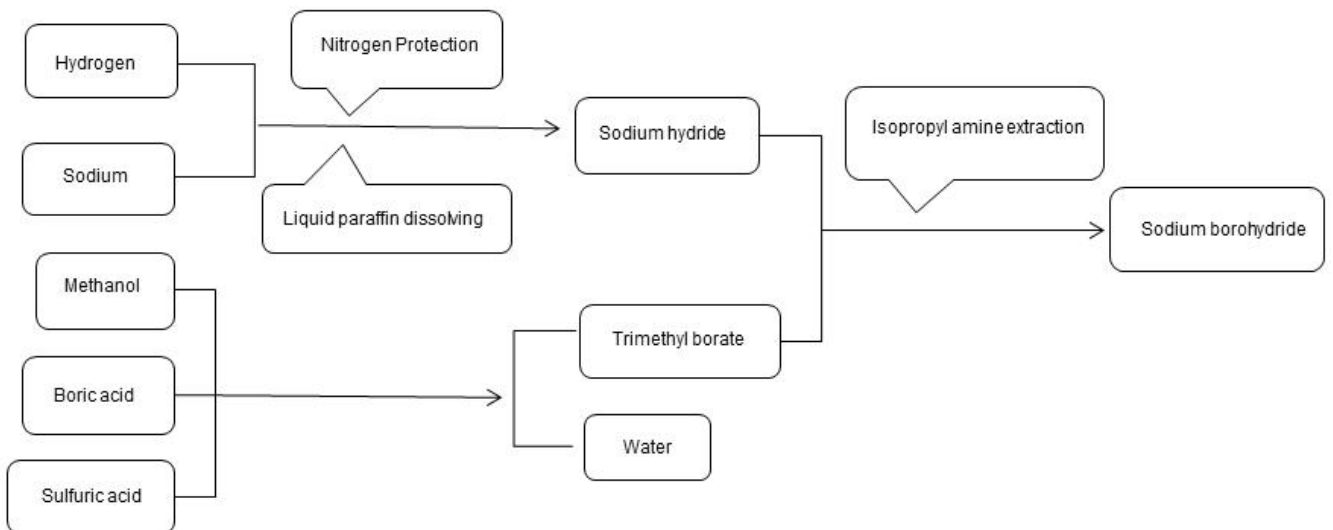 Hydrogen
Nitrogen Protection
Sodium
Liquid paraffin dissolving
Sodium hydride
Isopropyl amine extraction
Sodium borohydride
Methanol
Boric acid
Sulfuric acid
Trimethyl borate
Water